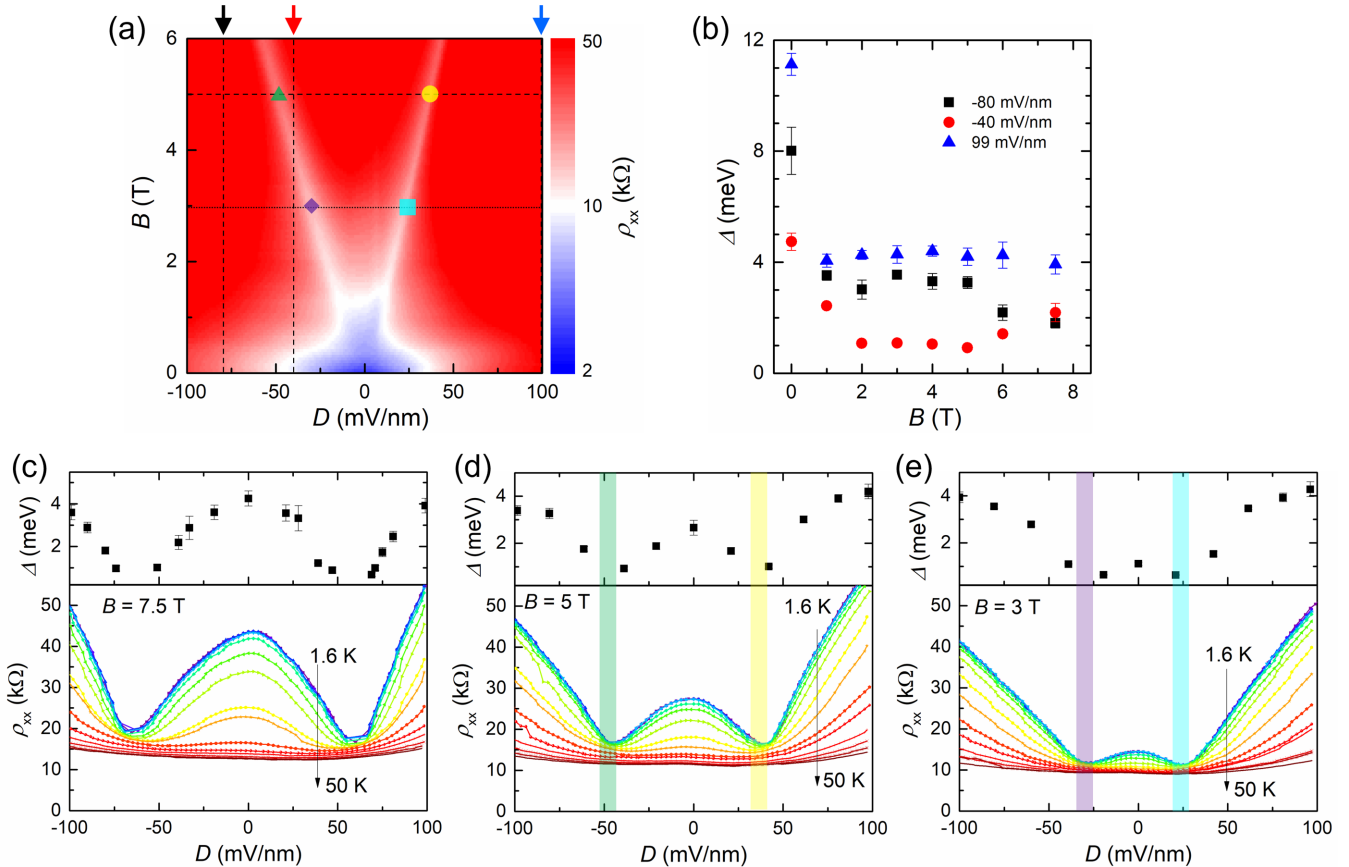 (a)
6
4
2
0
B (T)
-100 -50 0 50 100
D (mV/nm)
50
10
2
ρxx (kΩ)
(b)
12
8
4
0
Δ (meV)
-80 mV/nm
-40 mV/nm
99 mV/nm
0 2 4 6 8
B (T)
(c)
4
2
Δ (meV)
B = 7.5 T
50
40
30
20
10
0
ρxx (kΩ)
1.6 K
50 K
-100 -50 0 50 100
D (mV/nm)
(d)
4
2
Δ (meV)
B = 5 T
50
40
30
20
10
0
ρxx (kΩ)
1.6 K
50 K
-100 -50 0 50 100
D (mV/nm)
(e)
4
2
Δ (meV)
B = 3 T
50
40
30
20
10
0
ρxx (kΩ)
1.6 K
50 K
-100 -50 0 50 100
D (mV/nm)